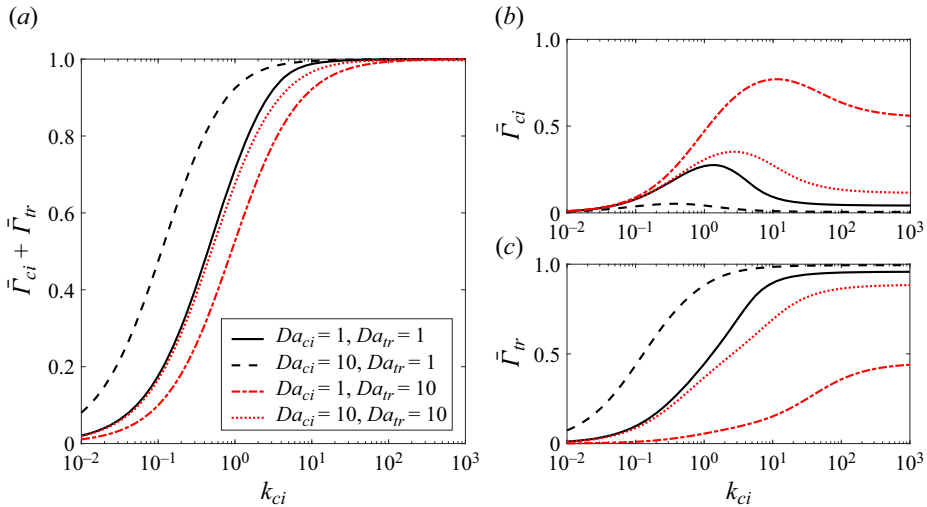 (a)
1.0
0.8
0.6
0.4
0.2
0
Γ̄ci + Γ̄tr
Daci = 1, Datr = 1
Daci = 10, Datr = 1
Daci = 1, Datr = 10
Daci = 10, Datr = 10
10⁻² 10⁻¹ 10⁰ 10¹ 10² 10³
kci
(b)
1.0
0.5
0
Γ̄ci
10⁻² 10⁻¹ 10⁰ 10¹ 10² 10³
(c)
1.0
0.5
0
Γ̄tr
10⁻² 10⁻¹ 10⁰ 10¹ 10² 10³
kci